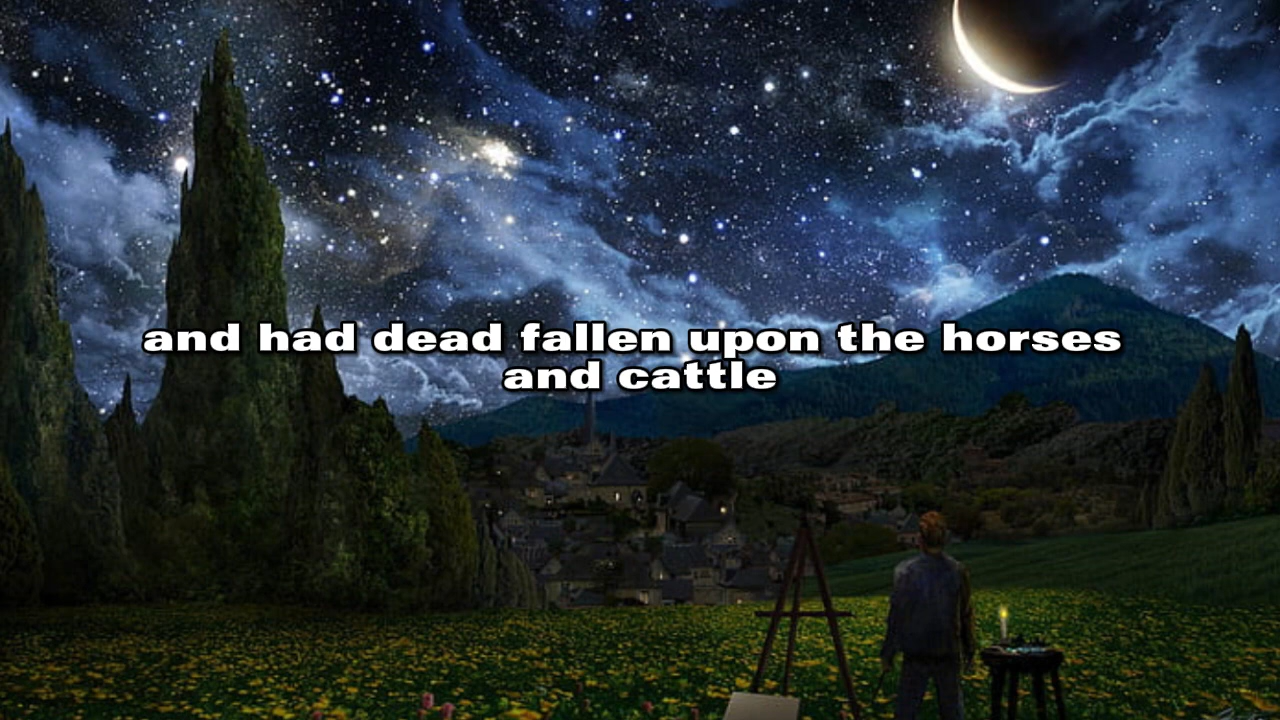 and had dead fallen upon the horses
and cattle